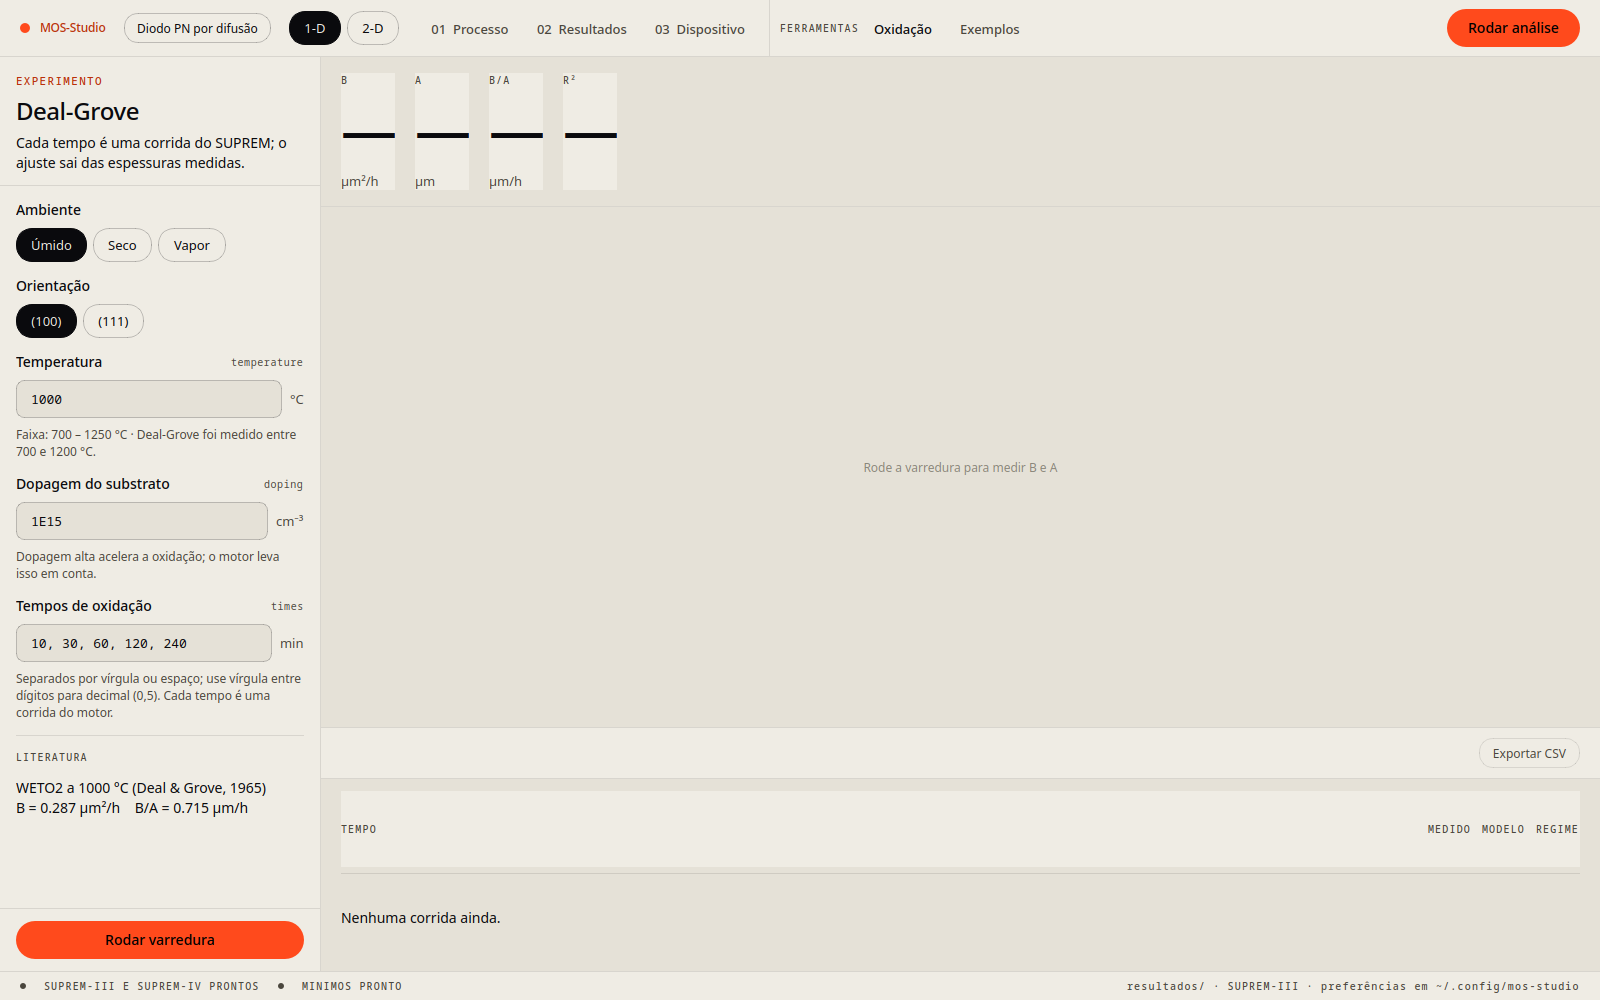 MOS-Studio
Diodo PN por difusão
1-D
2-D
01 Processo
02 Resultados
03 Dispositivo
FERRAMENTAS
Oxidação
Exemplos
Rodar análise
EXPERIMENTO
Deal-Grove
Cada tempo é uma corrida do SUPREM; o
ajuste sai das espessuras medidas.
Ambiente
Úmido
Seco
Vapor
Orientação
(100)
(111)
Temperatura
temperature
1000
°C
Faixa: 700 – 1250 °C · Deal-Grove foi medido entre
700 e 1200 °C.
Dopagem do substrato
doping
1E15
cm⁻³
Dopagem alta acelera a oxidação; o motor leva
isso em conta.
Tempos de oxidação
times
10, 30, 60, 120, 240
min
Separados por vírgula ou espaço; use vírgula entre
dígitos para decimal (0,5). Cada tempo é uma
corrida do motor.
LITERATURA
WETO2 a 1000 °C (Deal & Grove, 1965)
B = 0.287 µm²/h B/A = 0.715 µm/h
Rodar varredura
B
—
µm²/h
A
—
µm
B/A
—
µm/h
R²
—
Rode a varredura para medir B e A
Exportar CSV
TEMPO
MEDIDO
MODELO
REGIME
Nenhuma corrida ainda.
SUPREM-III E SUPREM-IV PRONTOS
MINIMOS PRONTO
resultados/ · SUPREM-III · preferências em ~/.config/mos-studio